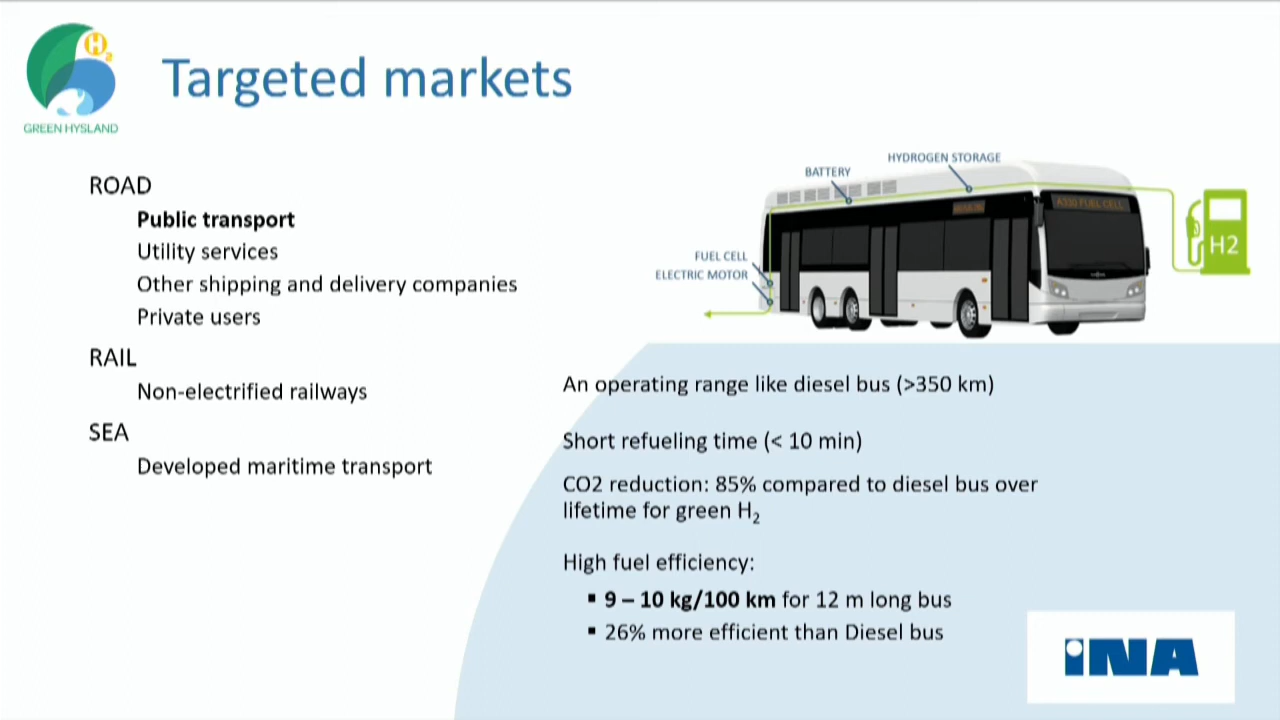 H2
GREEN HYSLAND
Targeted markets
ROAD
Public transport
Utility services
Other shipping and delivery companies
Private users
RAIL
Non-electrified railways
SEA
Developed maritime transport
HYDROGEN STORAGE
BATTERY
FUEL CELL
ELECTRIC MOTOR
A330 FUEL CELL
H2
An operating range like diesel bus (>350 km)
Short refueling time (< 10 min)
CO2 reduction: 85% compared to diesel bus over
lifetime for green H₂
High fuel efficiency:
▪ 9 – 10 kg/100 km for 12 m long bus
▪ 26% more efficient than Diesel bus
iNA